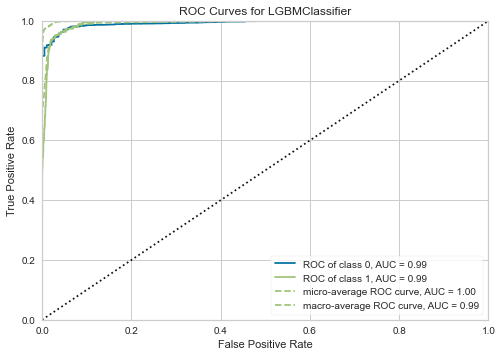 ROC Curves for LGBMClassifier
True Positive Rate
1.0
0.8
0.6
0.4
0.2
0.0
ROC of class 0, AUC = 0.99
ROC of class 1, AUC = 0.99
micro-average ROC curve, AUC = 1.00
macro-average ROC curve, AUC = 0.99
0.0 0.2 0.4 0.6 0.8 1.0
False Positive Rate